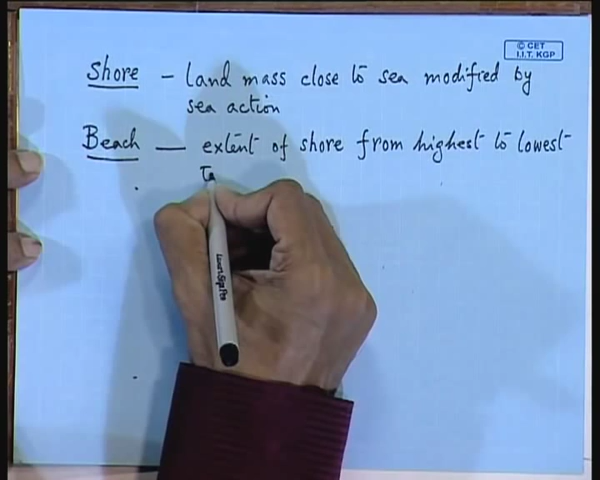 © CET
I.I.T. KGP
Shore - land mass close to sea modified by
sea action
Beach — extent of shore from highest to lowest